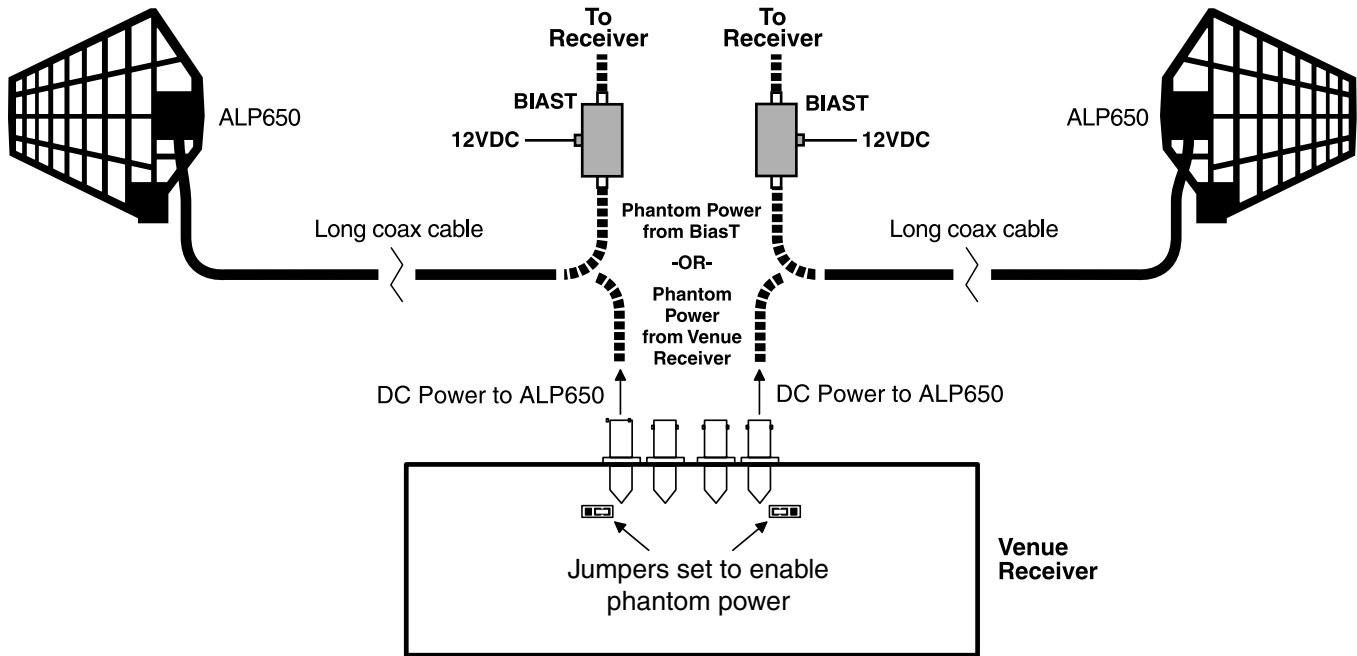 To
Receiver
To
Receiver
BIAST
BIAST
ALP650
ALP650
12VDC
12VDC
Phantom Power
from BiasT
Long coax cable
Long coax cable
-OR-
Phantom
Power
from Venue
Receiver
DC Power to ALP650
DC Power to ALP650
Jumpers set to enable
phantom power
Venue
Receiver